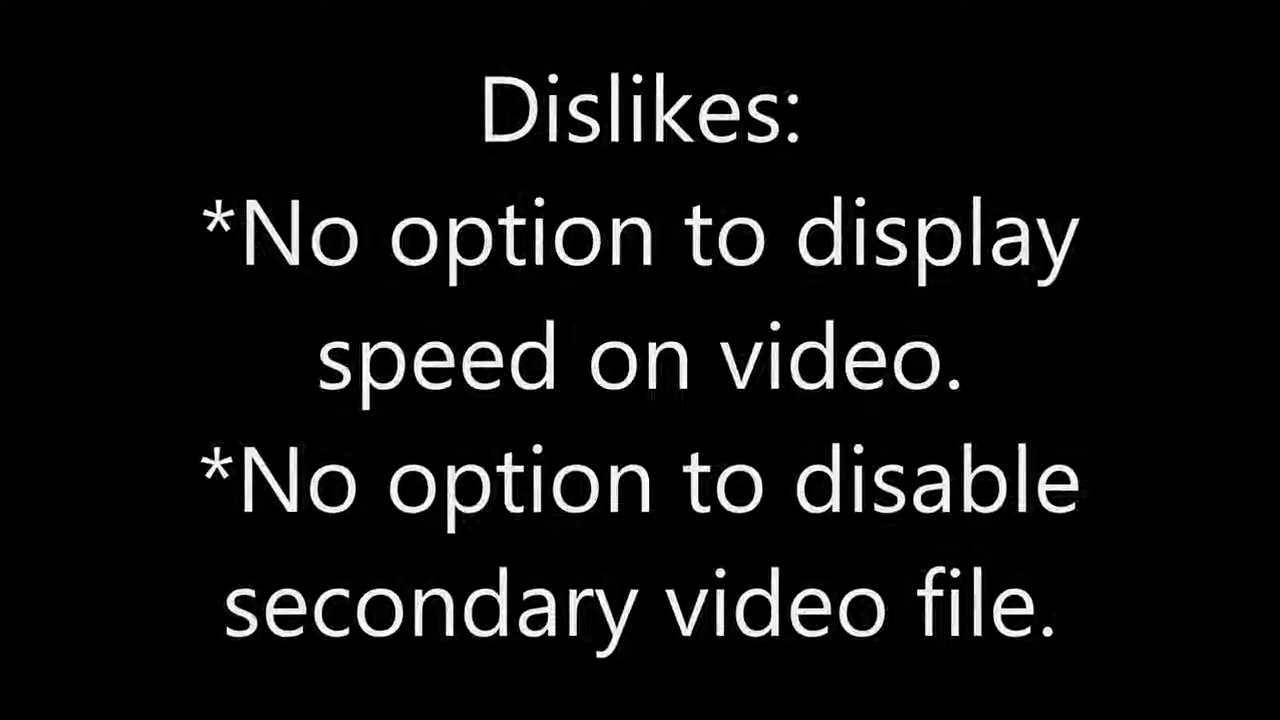 Dislikes:
*No option to display
speed on video.
*No option to disable
secondary video file.